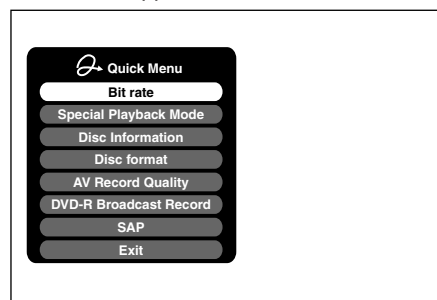 Quick Menu
Bit rate
Special Playback Mode
Disc Information
Disc format
AV Record Quality
DVD-R Broadcast Record
SAP
Exit